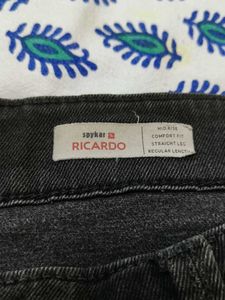 spykar
RICARDO
MID RISE
COMFORT FIT
STRAIGHT LEG
REGULAR LENGTH